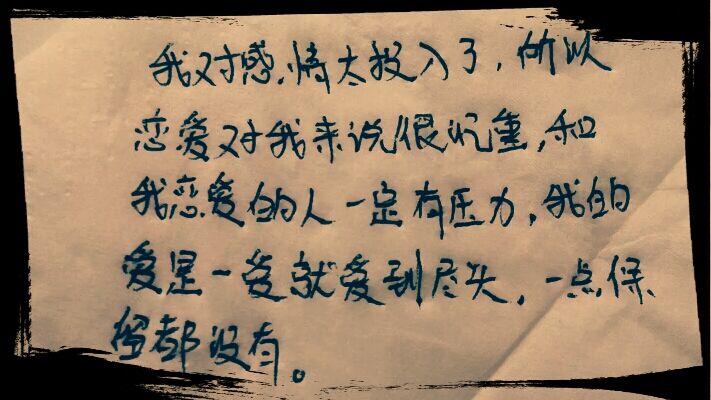 我对感情太投入了，所以
恋爱对我来说很沉重，和
我恋爱的人一定有压力，我的
爱是一爱就爱到尽头，一点保
留都没有。